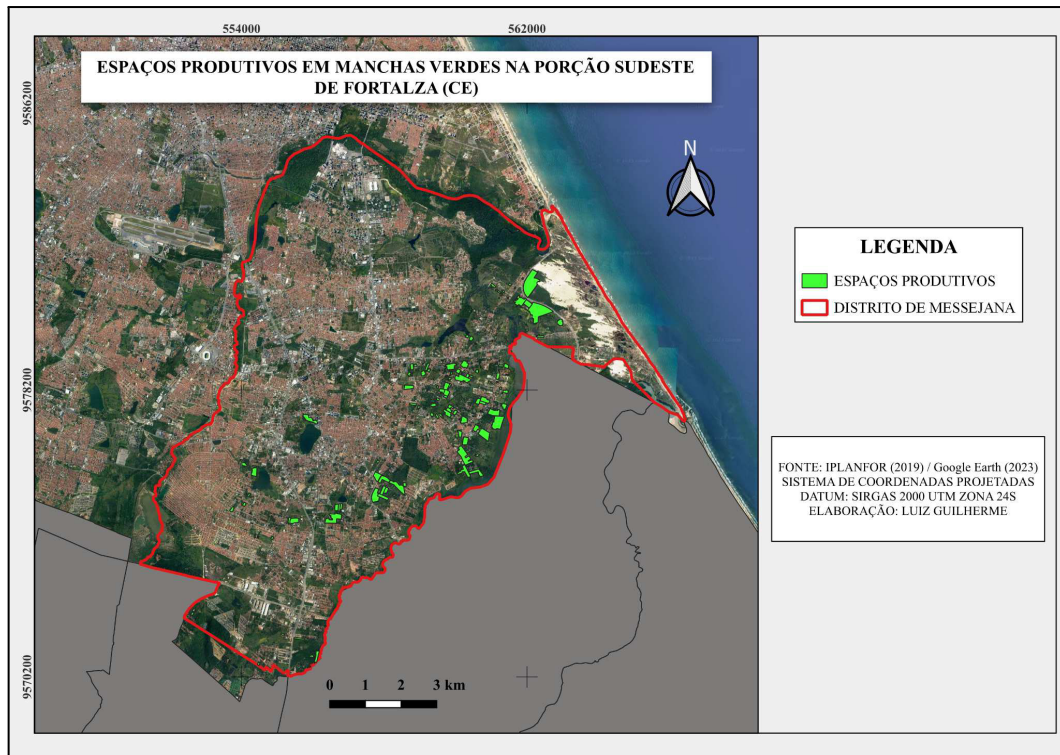 554000
562000
ESPAÇOS PRODUTIVOS EM MANCHAS VERDES NA PORÇÃO SUDESTE
DE FORTALZA (CE)
9586200
N
LEGENDA
ESPAÇOS PRODUTIVOS
DISTRITO DE MESSEJANA
9578200
FONTE: IPLANFOR (2019) / Google Earth (2023)
SISTEMA DE COORDENADAS PROJETADAS
DATUM: SIRGAS 2000 UTM ZONA 24S
ELABORAÇÃO: LUIZ GUILHERME
9570200
0 1 2 3 km